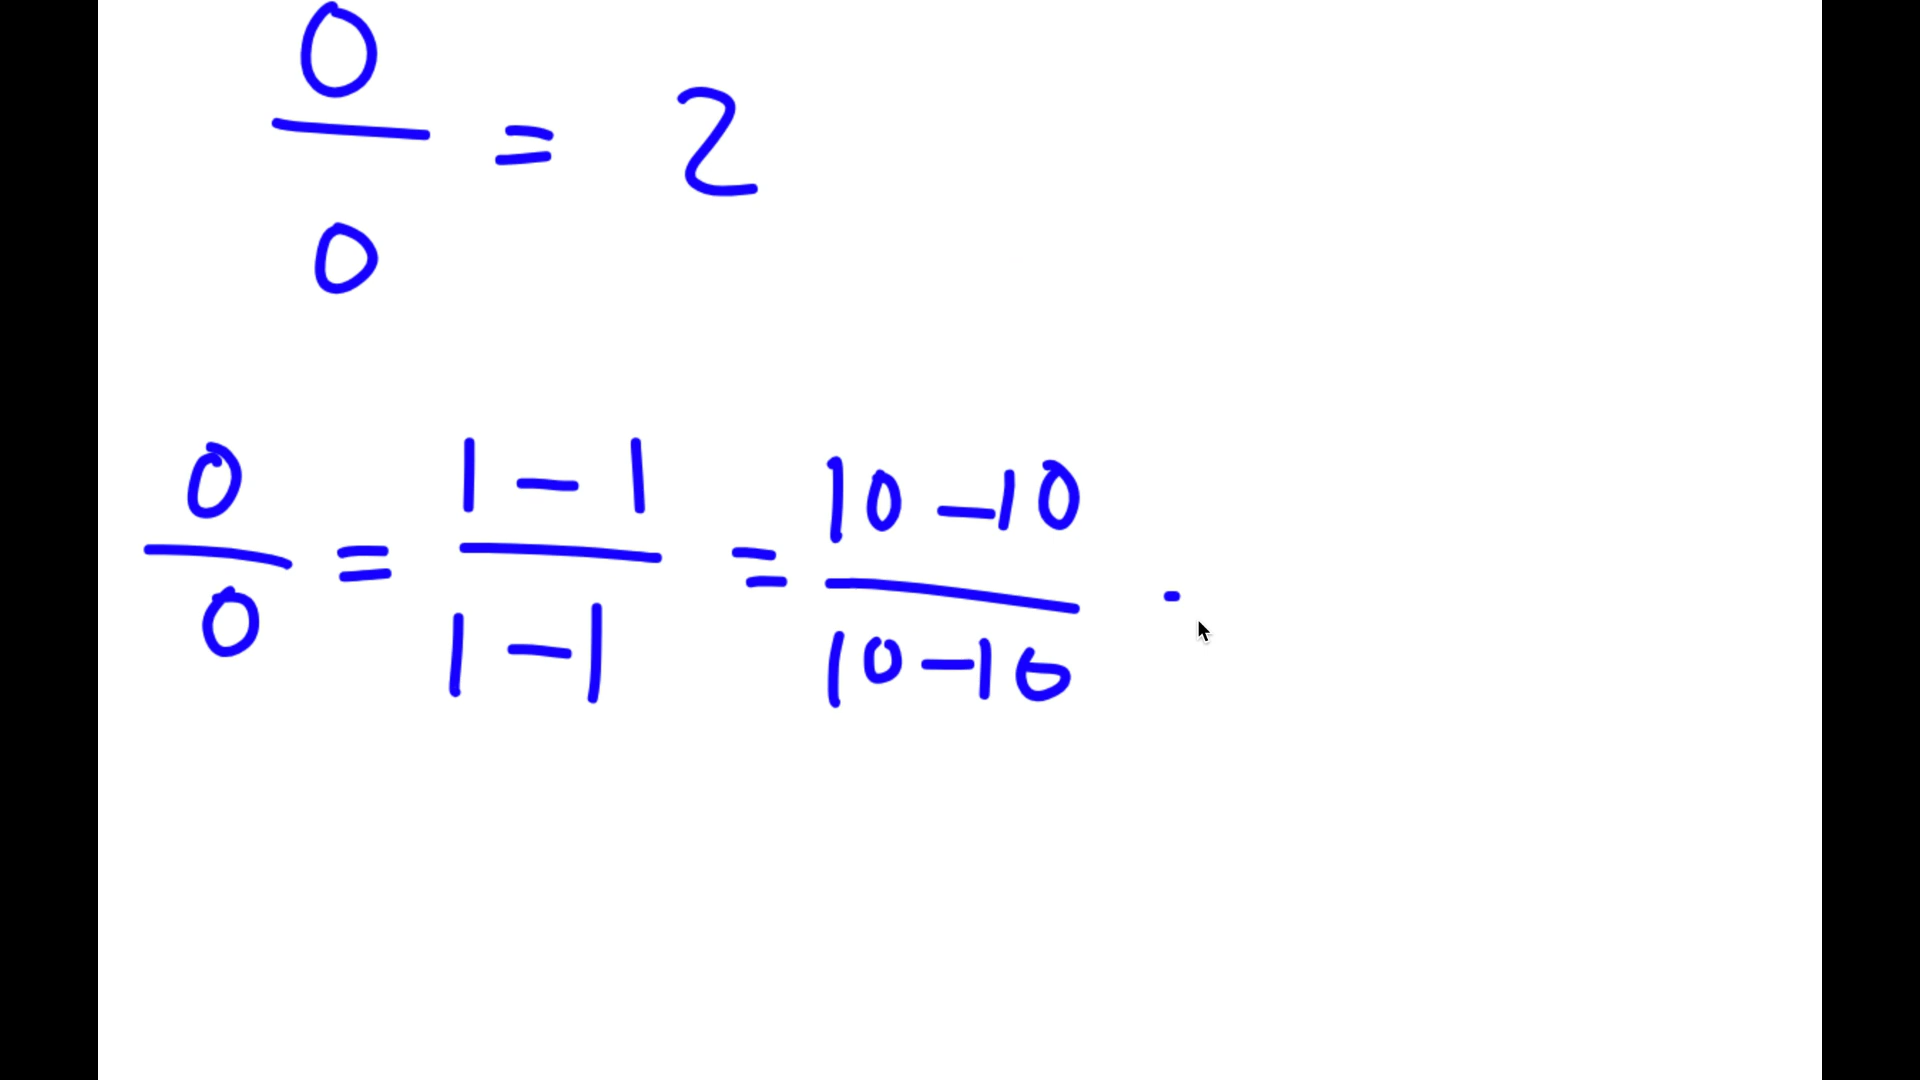 0/0 = 2
0/0 = 1 - 1/1 - 1 = 10 - 10/10 - 10 -